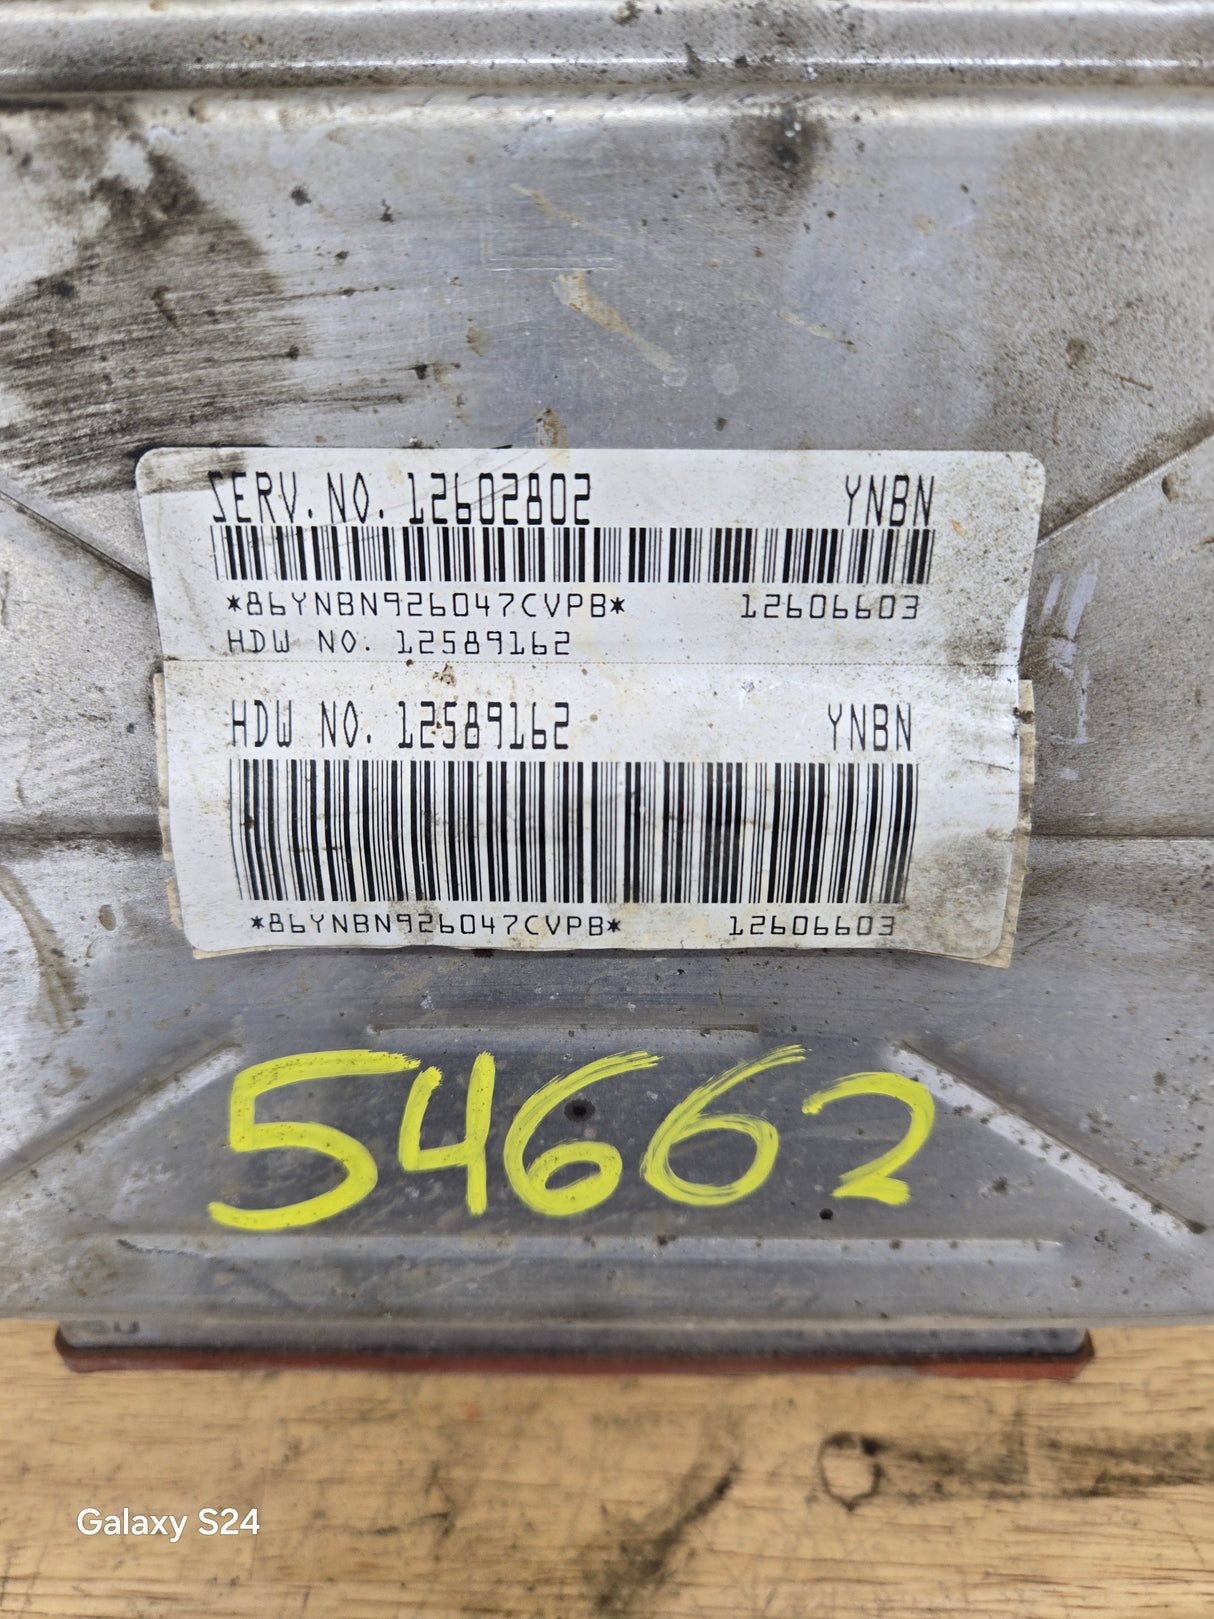 SERV. NO. 12602802 YNBN
*86YNBN926047CVPB* 12606603
HDW NO. 12589162
HDW NO. 12589162 YNBN
*86YNBN926047CVPB* 12606603
54662
Galaxy S24